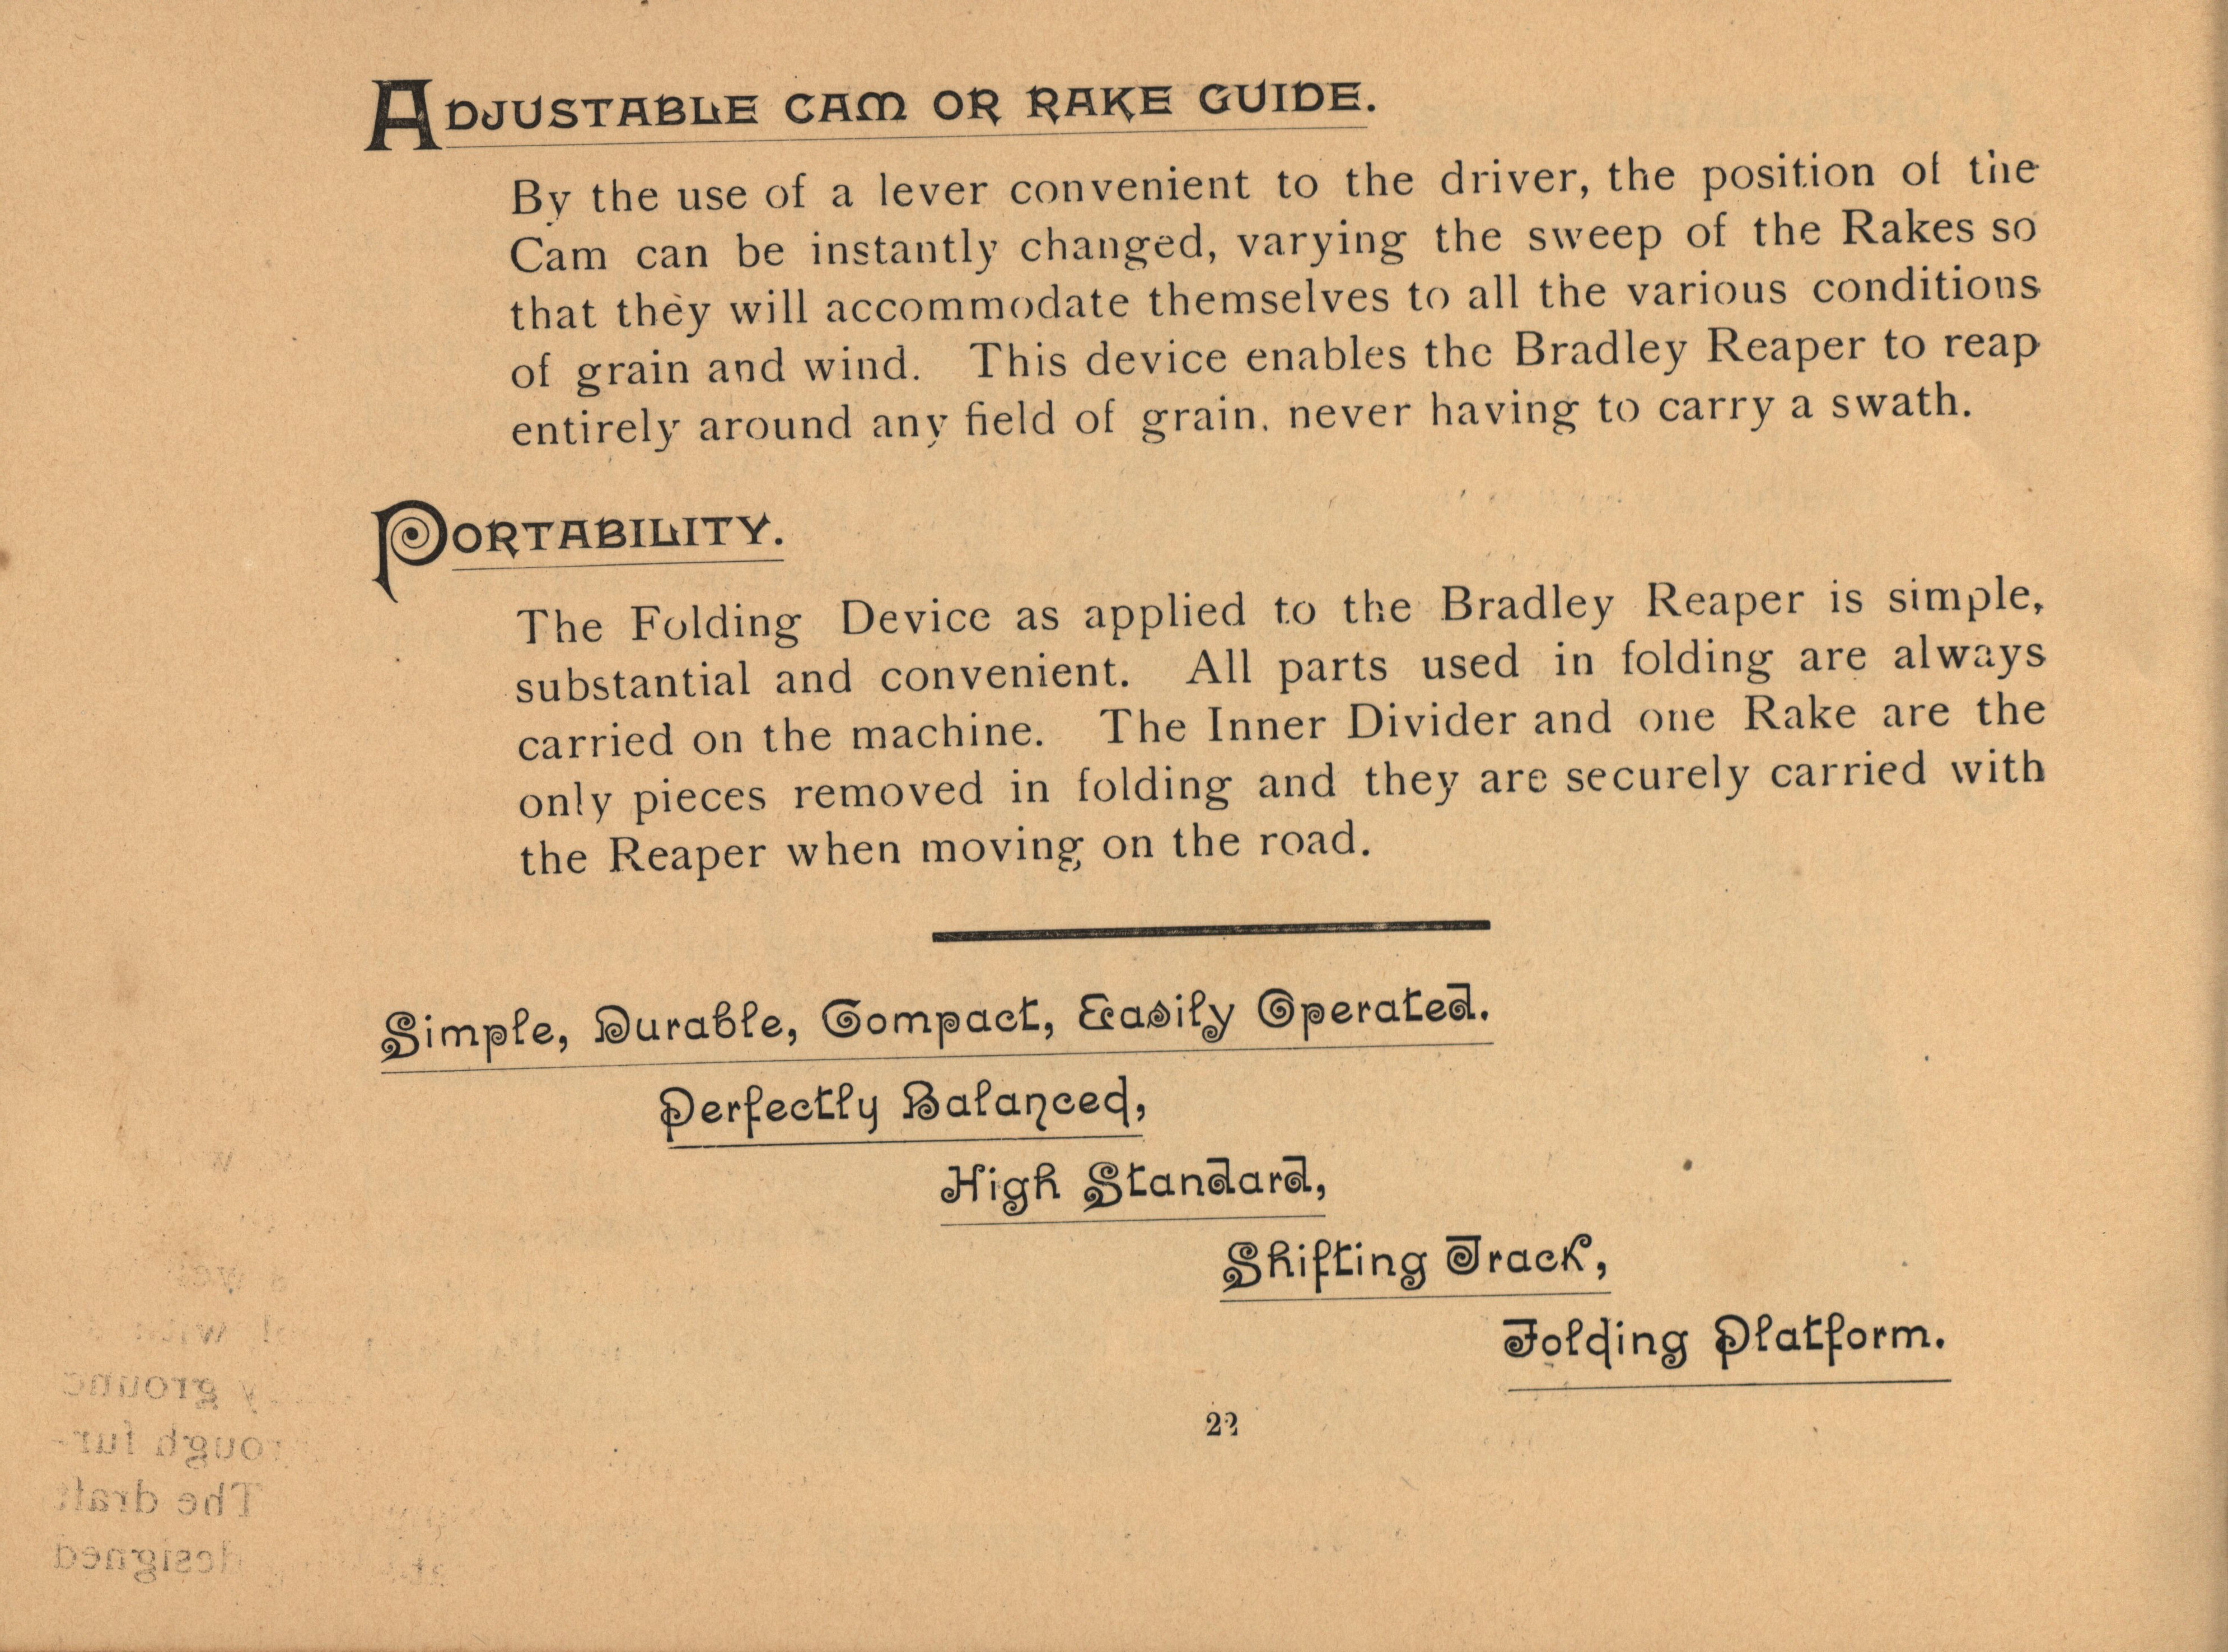 ADJUSTABLE CAM OR RAKE GUIDE.
By the use of a lever convenient to the driver, the position of the
Cam can be instantly changed, varying the sweep of the Rakes so
that they will accommodate themselves to all the various conditions
of grain and wind. This device enables the Bradley Reaper to reap
entirely around any field of grain. never having to carry a swath.
PORTABILITY.
The Folding Device as applied to the Bradley Reaper is simple,
substantial and convenient. All parts used in folding are always
carried on the machine. The Inner Divider and one Rake are the
only pieces removed in folding and they are securely carried with
the Reaper when moving on the road.
Simple, Durable, Compact, Easily Operated.
Perfectly Balanced,
High Standard,
Shifting Track,
Folding Platform.
22